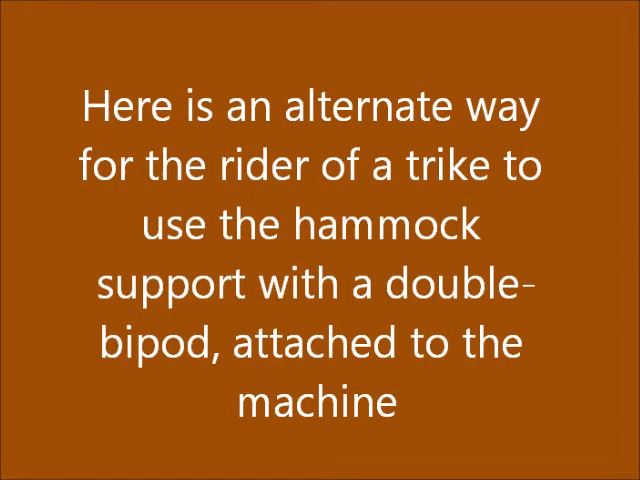 Here is an alternate way
for the rider of a trike to
use the hammock
support with a double-
bipod, attached to the
machine